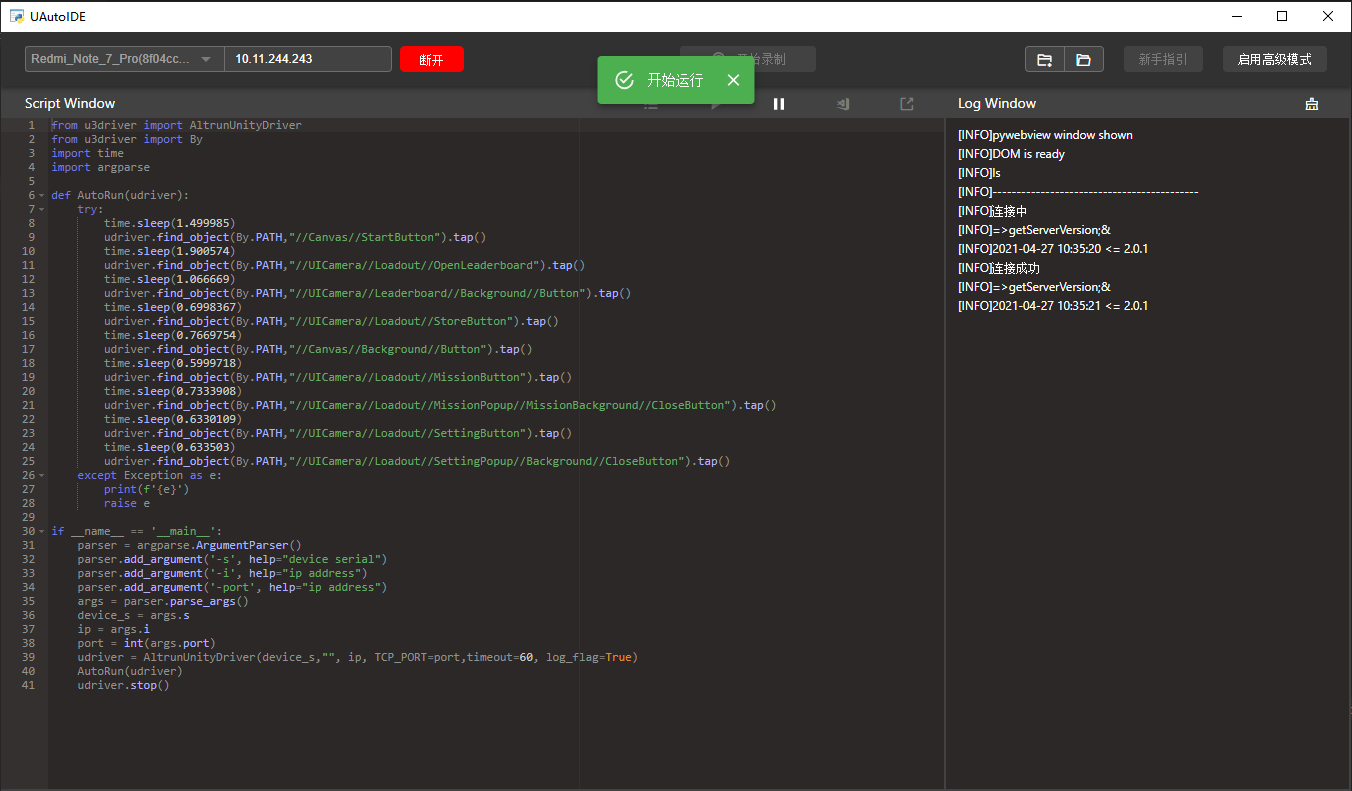 UAutoIDE
Redmi_Note_7_Pro(8f04cc...
10.11.244.243
断开
开始录制
新手指引
启用高级模式
开始运行
Script Window
Log Window
1 from u3driver import AltrunUnityDriver
2 from u3driver import By
3 import time
4 import argparse
5
6 def AutoRun(udriver):
7     try:
8         time.sleep(1.499985)
9         udriver.find_object(By.PATH,"//Canvas//StartButton").tap()
10         time.sleep(1.900574)
11         udriver.find_object(By.PATH,"//UICamera//Loadout//OpenLeaderboard").tap()
12         time.sleep(1.066669)
13         udriver.find_object(By.PATH,"//UICamera//Leaderboard//Background//Button").tap()
14         time.sleep(0.6998367)
15         udriver.find_object(By.PATH,"//UICamera//Loadout//StoreButton").tap()
16         time.sleep(0.7669754)
17         udriver.find_object(By.PATH,"//Canvas//Background//Button").tap()
18         time.sleep(0.5999718)
19         udriver.find_object(By.PATH,"//UICamera//Loadout//MissionButton").tap()
20         time.sleep(0.7333908)
21         udriver.find_object(By.PATH,"//UICamera//Loadout//MissionPopup//MissionBackground//CloseButton").tap()
22         time.sleep(0.6330109)
23         udriver.find_object(By.PATH,"//UICamera//Loadout//SettingButton").tap()
24         time.sleep(0.633503)
25         udriver.find_object(By.PATH,"//UICamera//Loadout//SettingPopup//Background//CloseButton").tap()
26     except Exception as e:
27         print(f'{e}')
28         raise e
29
30 if __name__ == '__main__':
31     parser = argparse.ArgumentParser()
32     parser.add_argument('-s', help="device serial")
33     parser.add_argument('-i', help="ip address")
34     parser.add_argument('-port', help="ip address")
35     args = parser.parse_args()
36     device_s = args.s
37     ip = args.i
38     port = int(args.port)
39     udriver = AltrunUnityDriver(device_s,"", ip, TCP_PORT=port,timeout=60, log_flag=True)
40     AutoRun(udriver)
41     udriver.stop()
[INFO]pywebview window shown
[INFO]DOM is ready
[INFO]ls
[INFO]-------------------------------------------
[INFO]连接中
[INFO]=>getServerVersion;&
[INFO]2021-04-27 10:35:20 <= 2.0.1
[INFO]连接成功
[INFO]=>getServerVersion;&
[INFO]2021-04-27 10:35:21 <= 2.0.1